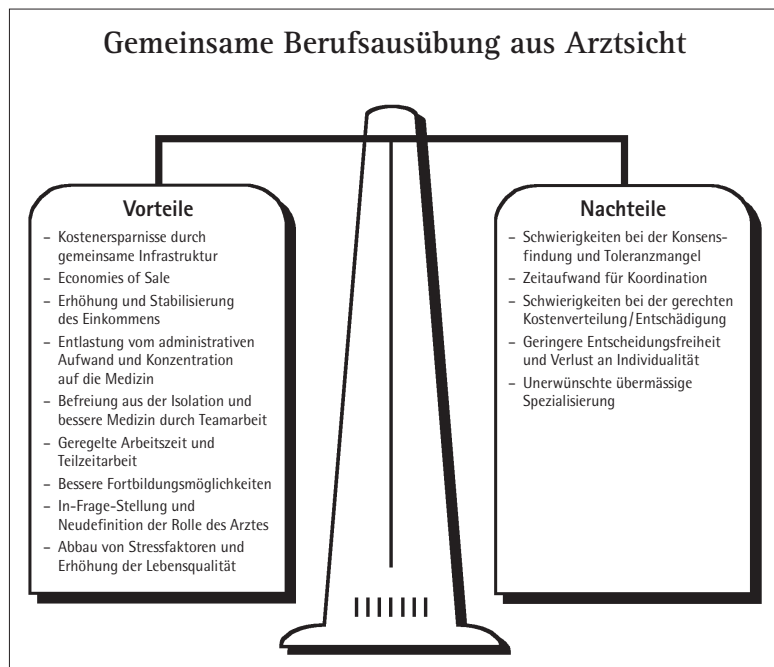 Gemeinsame Berufsausübung aus Arztsicht
Vorteile
– Kostenersparnisse durch
gemeinsame Infrastruktur
– Economies of Sale
– Erhöhung und Stabilisierung
des Einkommens
– Entlastung vom administrativen
Aufwand und Konzentration
auf die Medizin
– Befreiung aus der Isolation und
bessere Medizin durch Teamarbeit
– Geregelte Arbeitszeit und
Teilzeitarbeit
– Bessere Fortbildungsmöglichkeiten
– In-Frage-Stellung und
Neudefinition der Rolle des Arztes
– Abbau von Stressfaktoren und
Erhöhung der Lebensqualität
Nachteile
– Schwierigkeiten bei der Konsens-
findung und Toleranzmangel
– Zeitaufwand für Koordination
– Schwierigkeiten bei der gerechten
Kostenverteilung/Entschädigung
– Geringere Entscheidungsfreiheit
und Verlust an Individualität
– Unerwünschte übermässige
Spezialisierung